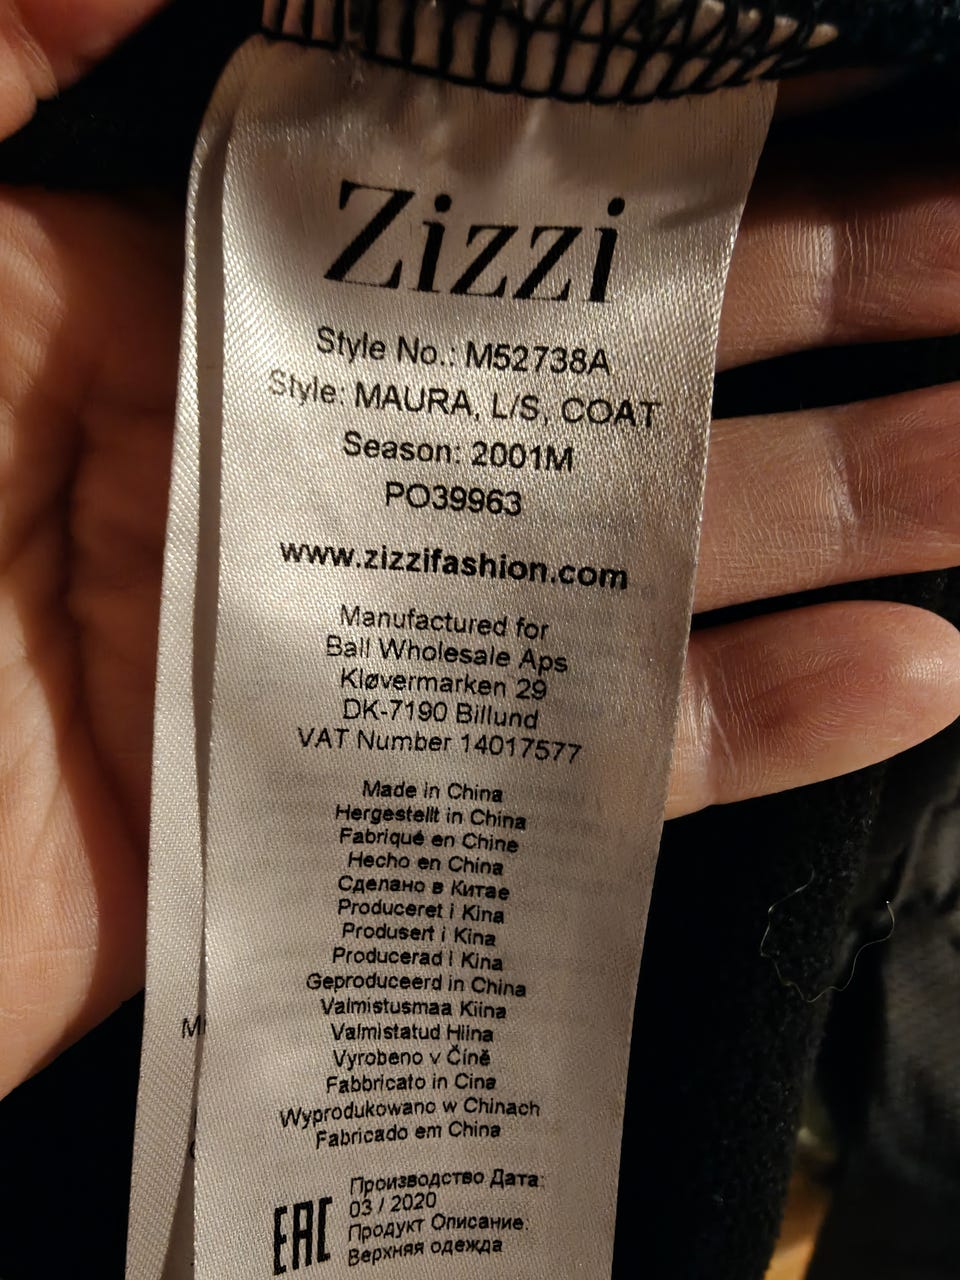 Zizzi
Style No.: M52738A
Style: MAURA, L/S, COAT
Season: 2001M
PO39963
www.zizzifashion.com
Manufactured for
Ball Wholesale Aps
Kløvermarken 29
DK-7190 Billund
VAT Number 14017577
Made in China
Hergestellt in China
Fabriqué en Chine
Hecho en China
Сделано в Китае
Produceret i Kina
Produsert i Kina
Producerad i Kina
Geproduceerd in China
Valmistusmaa Kiina
Valmistatud Hiina
Vyrobeno v Číně
Fabbricato in Cina
Wyprodukowano w Chinach
Fabricado em China
EAC
Производство Дата:
03 / 2020
Продукт Описание:
Верхняя одежда